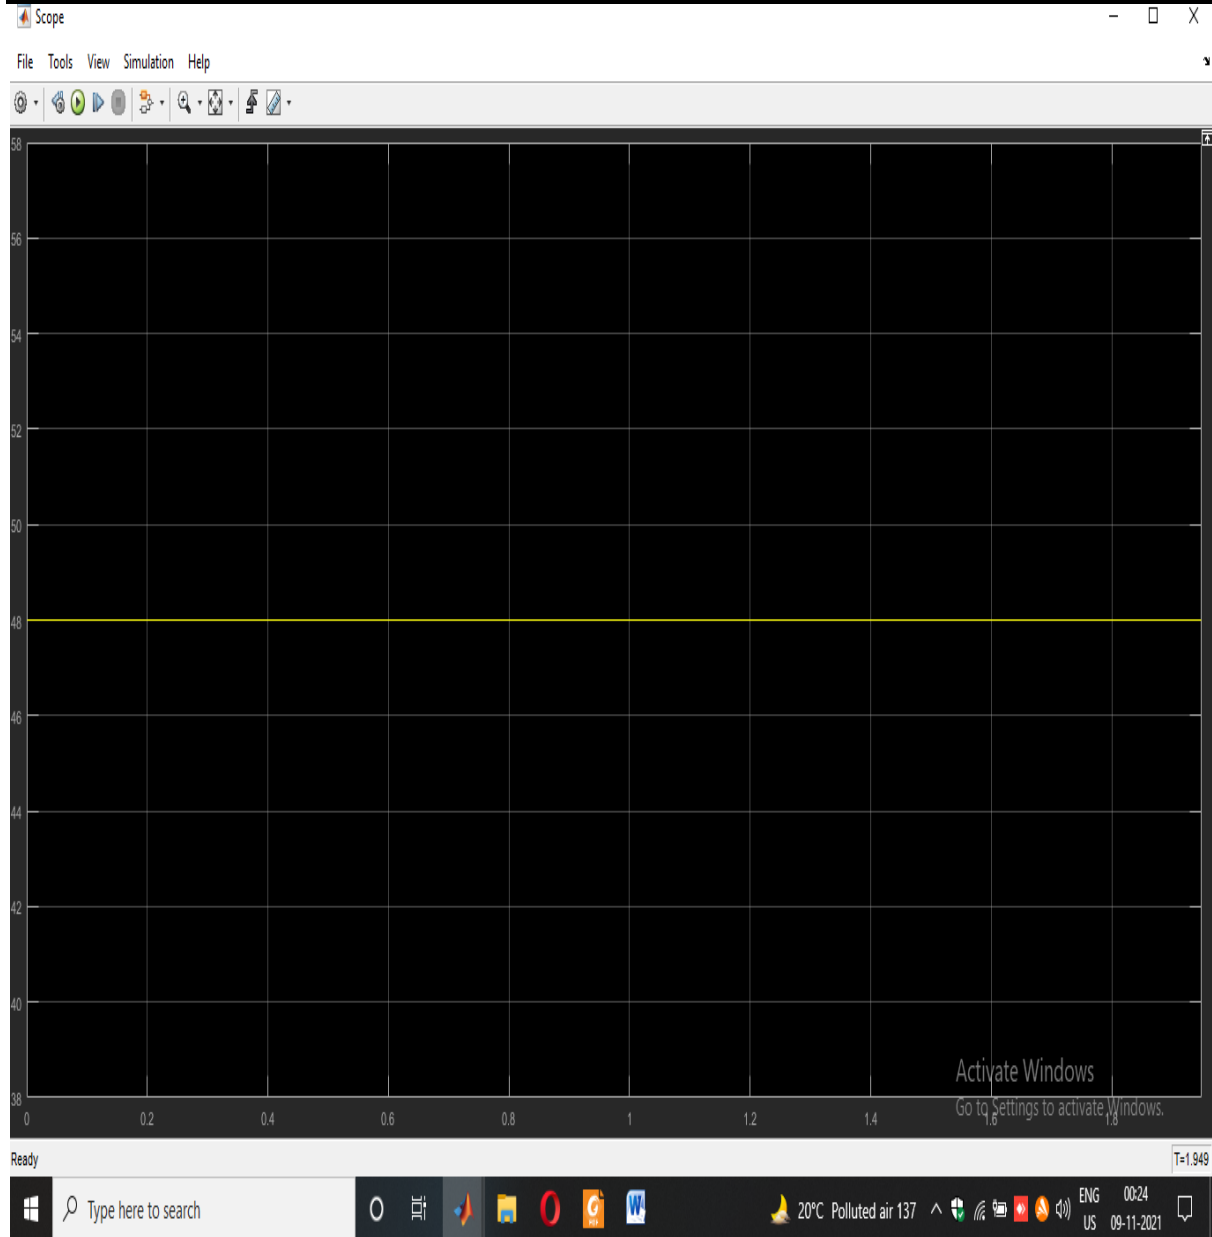 Scope
File Tools View Simulation Help
58
56
54
52
50
48
46
44
42
40
38
0 0.2 0.4 0.6 0.8 1 1.2 1.4 1.6 1.8
Activate Windows
Go to Settings to activate Windows.
Ready T=1.949
Type here to search 20°C Polluted air 137 ENG 00:24
US 09-11-2021